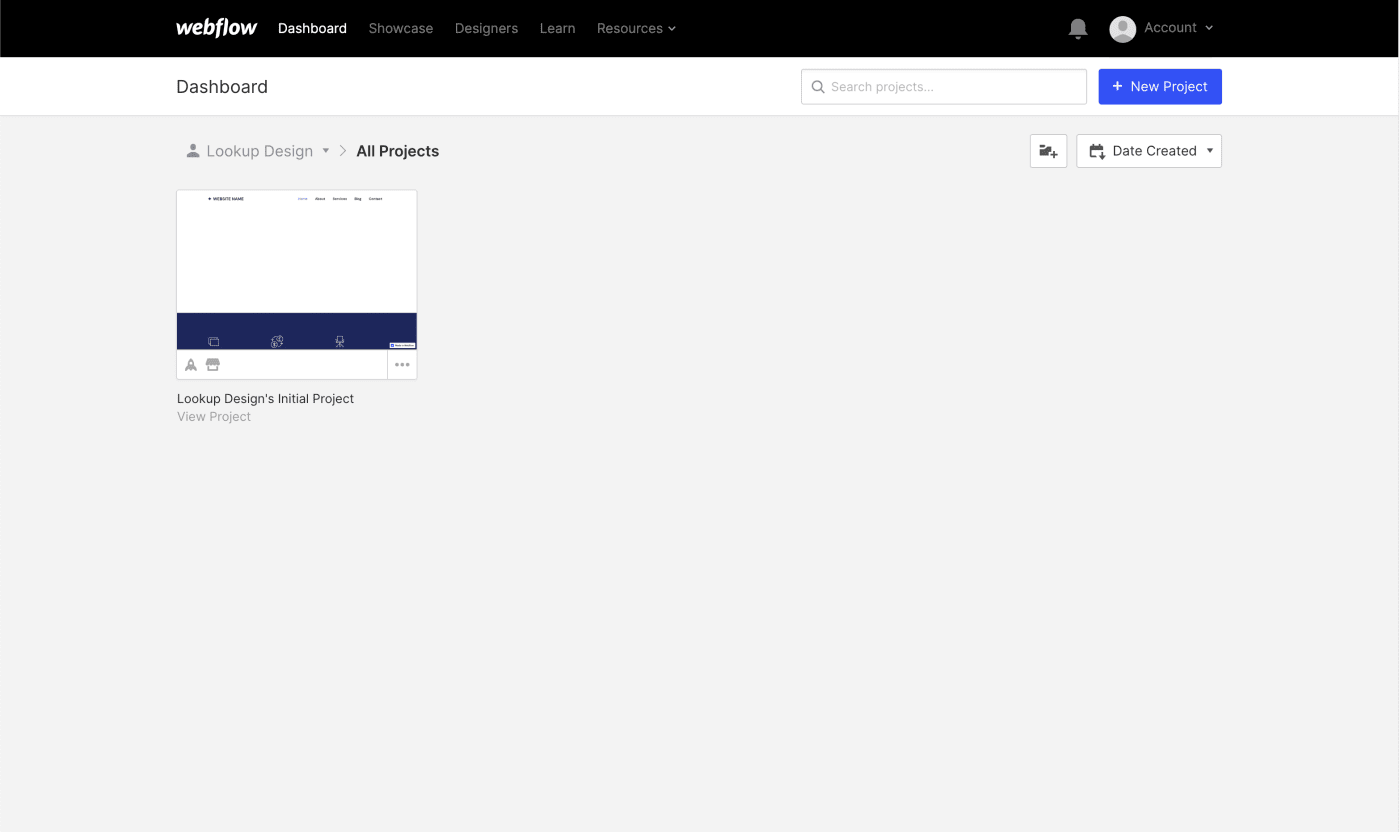 webflow Dashboard Showcase Designers Learn Resources Account
Dashboard Search projects... + New Project
Lookup Design All Projects Date Created
WEBSITE NAME Home About Services Blog Contact
Lookup Design's Initial Project
View Project